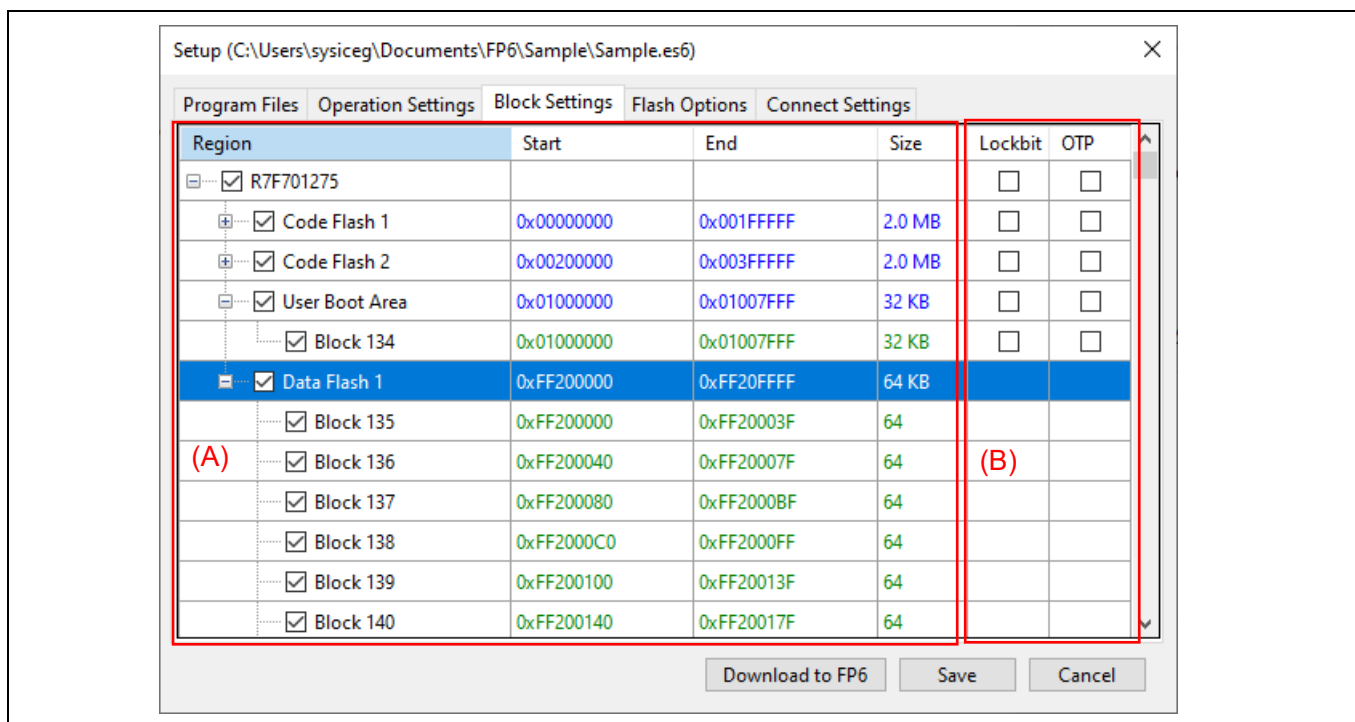 Setup (C:\Users\sysiceg\Documents\FP6\Sample\Sample.es6)
Program Files Operation Settings Block Settings Flash Options Connect Settings
Region Start End Size Lockbit OTP
R7F701275
Code Flash 1 0x00000000 0x001FFFFF 2.0 MB
Code Flash 2 0x00200000 0x003FFFFF 2.0 MB
User Boot Area 0x01000000 0x01007FFF 32 KB
Block 134 0x01000000 0x01007FFF 32 KB
Data Flash 1 0xFF200000 0xFF20FFFF 64 KB
Block 135 0xFF200000 0xFF20003F 64
(A) Block 136 0xFF200040 0xFF20007F 64 (B)
Block 137 0xFF200080 0xFF2000BF 64
Block 138 0xFF2000C0 0xFF2000FF 64
Block 139 0xFF200100 0xFF20013F 64
Block 140 0xFF200140 0xFF20017F 64
Download to FP6 Save Cancel